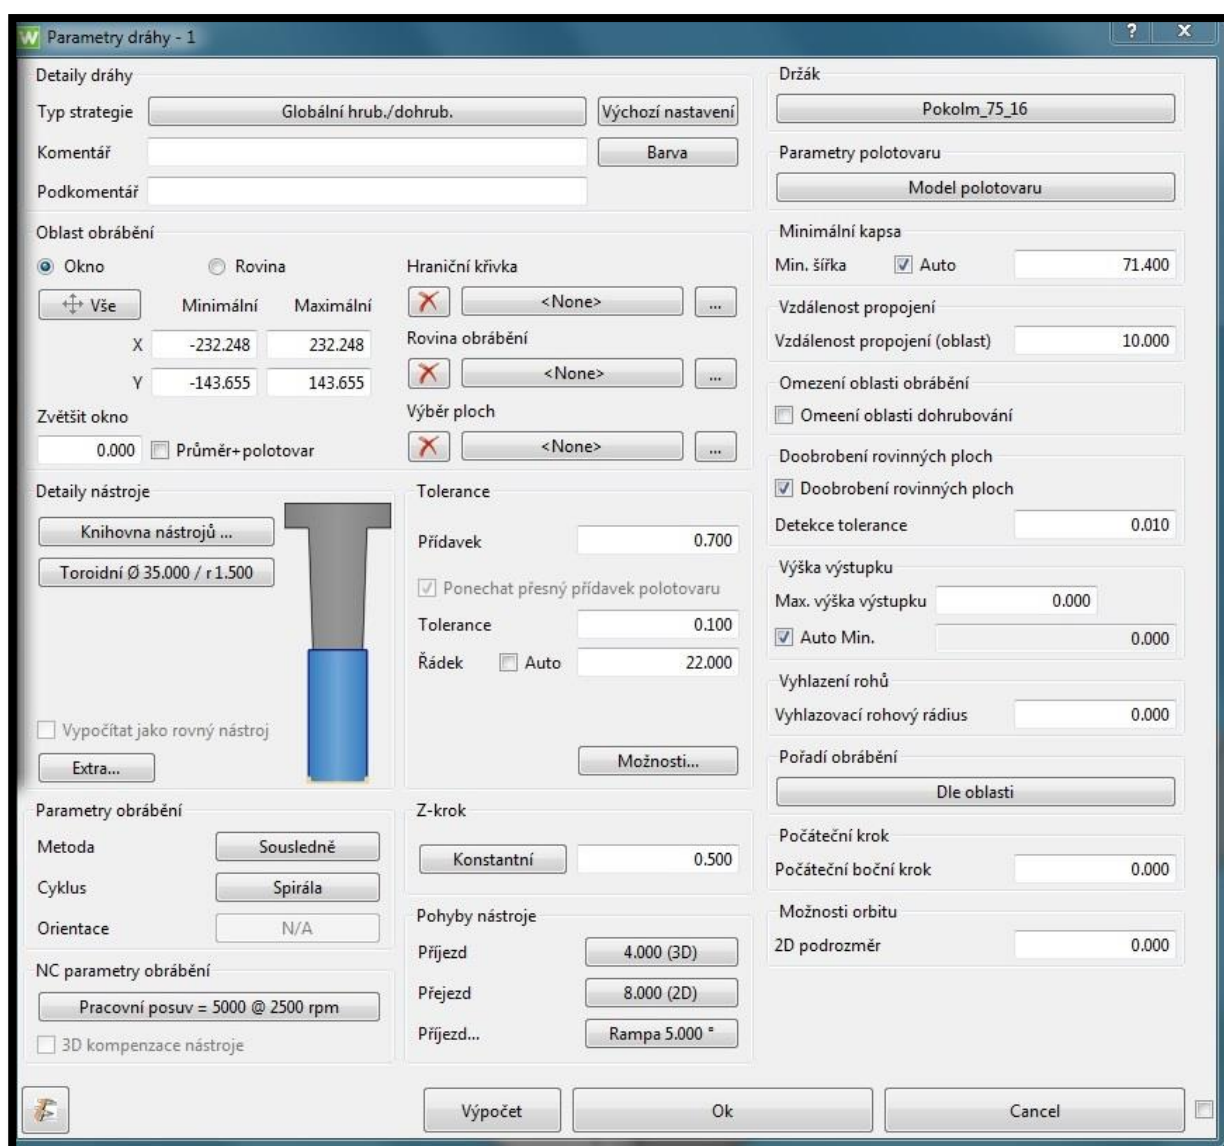 Parametry dráhy - 1
? X
Detaily dráhy
Typ strategie Globální hrub./dohrub. Výchozí nastavení
Komentář Barva
Podkomentář
Oblast obrábění
Okno Rovina Hraniční křivka
Vše Minimální Maximální <None> ...
X -232.248 232.248 Rovina obrábění
Y -143.655 143.655 <None> ...
Zvětšit okno Výběr ploch
0.000 Průměr+polotovar <None> ...
Detaily nástroje
Knihovna nástrojů ...
Toroidní Ø 35.000 / r 1.500
Vypočítat jako rovný nástroj
Extra...
Tolerance
Přídavek 0.700
Ponechat přesný přídavek polotovaru
Tolerance 0.100
Řádek Auto 22.000
Možnosti...
Parametry obrábění
Metoda Sousledně
Cyklus Spirála
Orientace N/A
NC parametry obrábění
Pracovní posuv = 5000 @ 2500 rpm
3D kompenzace nástroje
Z-krok
Konstantní 0.500
Pohyby nástroje
Příjezd 4.000 (3D)
Přejezd 8.000 (2D)
Příjezd... Rampa 5.000 °
Držák
Pokolm_75_16
Parametry polotovaru
Model polotovaru
Minimální kapsa
Min. šířka Auto 71.400
Vzdálenost propojení
Vzdálenost propojení (oblast) 10.000
Omezení oblasti obrábění
Omeení oblasti dohrubování
Doobrobení rovinných ploch
Doobrobení rovinných ploch
Detekce tolerance 0.010
Výška výstupku
Max. výška výstupku 0.000
Auto Min. 0.000
Vyhlazení rohů
Vyhlazovací rohový rádius 0.000
Pořadí obrábění
Dle oblasti
Počáteční krok
Počáteční boční krok 0.000
Možnosti orbitu
2D podrozměr 0.000
Výpočet Ok Cancel